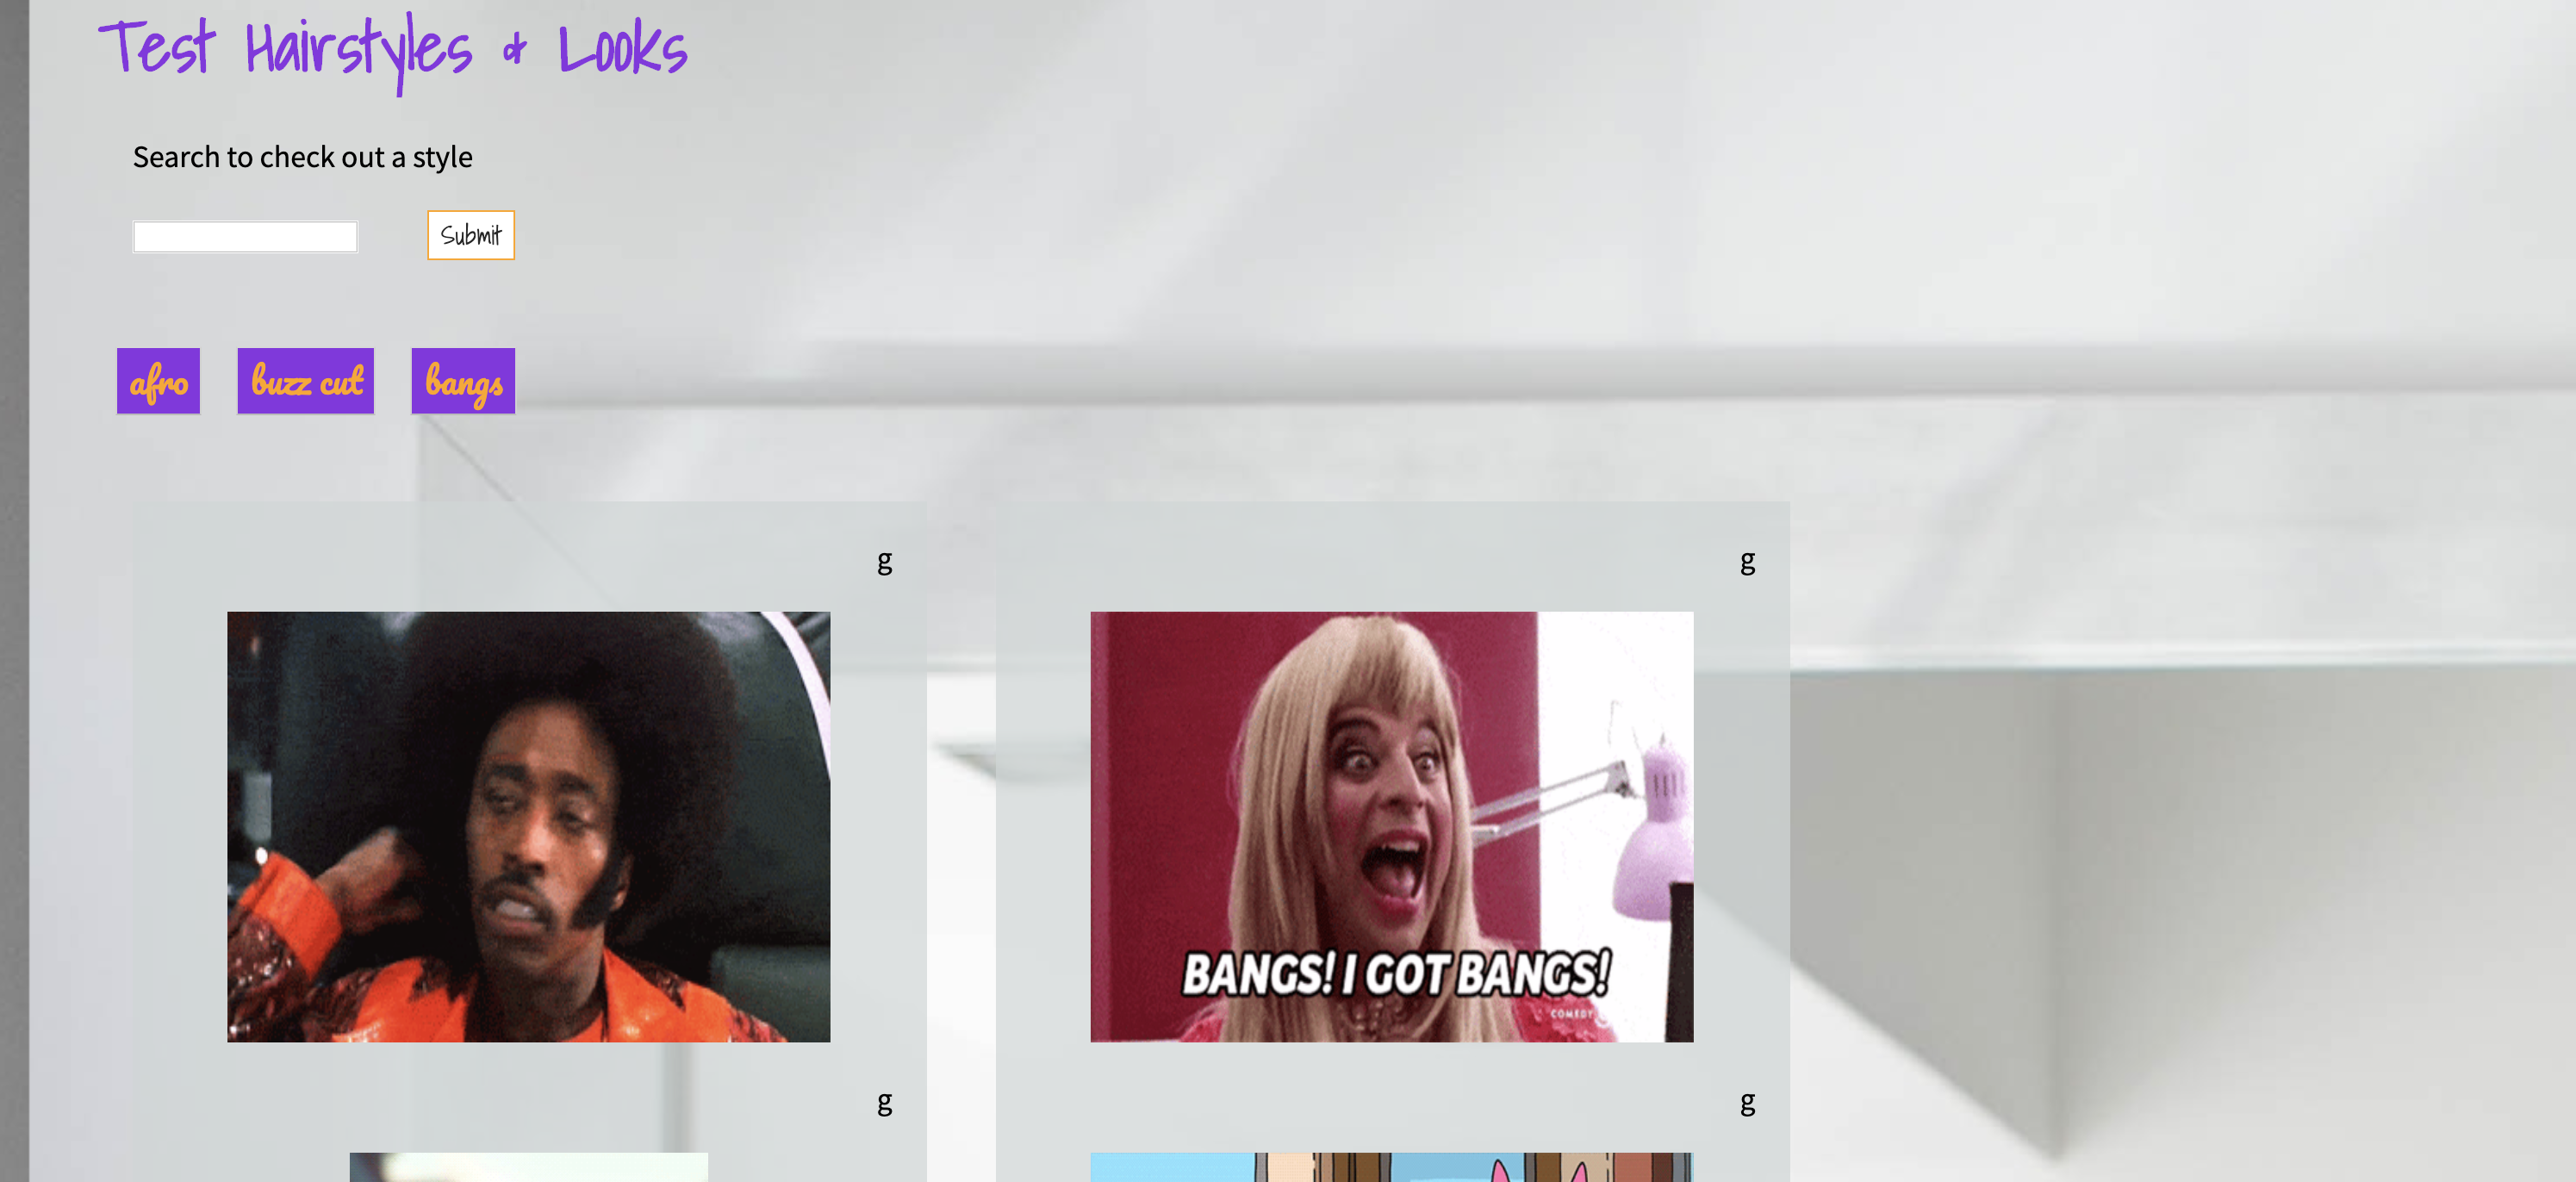 Test Hairstyles & Looks
Search to check out a style
Submit
afro buzz cut bangs
g
g
BANGS! I GOT BANGS!
COMEDY
g
g